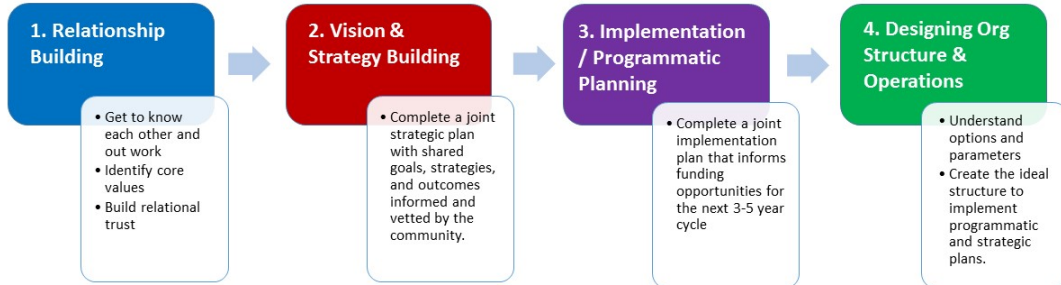 1. Relationship
Building
• Get to know
each other and
out work
• Identify core
values
• Build relational
trust
2. Vision &
Strategy Building
• Complete a joint
strategic plan
with shared
goals, strategies,
and outcomes
informed and
vetted by the
community.
3. Implementation
/ Programmatic
Planning
• Complete a joint
implementation
plan that informs
funding
opportunities for
the next 3-5 year
cycle
4. Designing Org
Structure &
Operations
• Understand
options and
parameters
• Create the ideal
structure to
implement
programmatic
and strategic
plans.